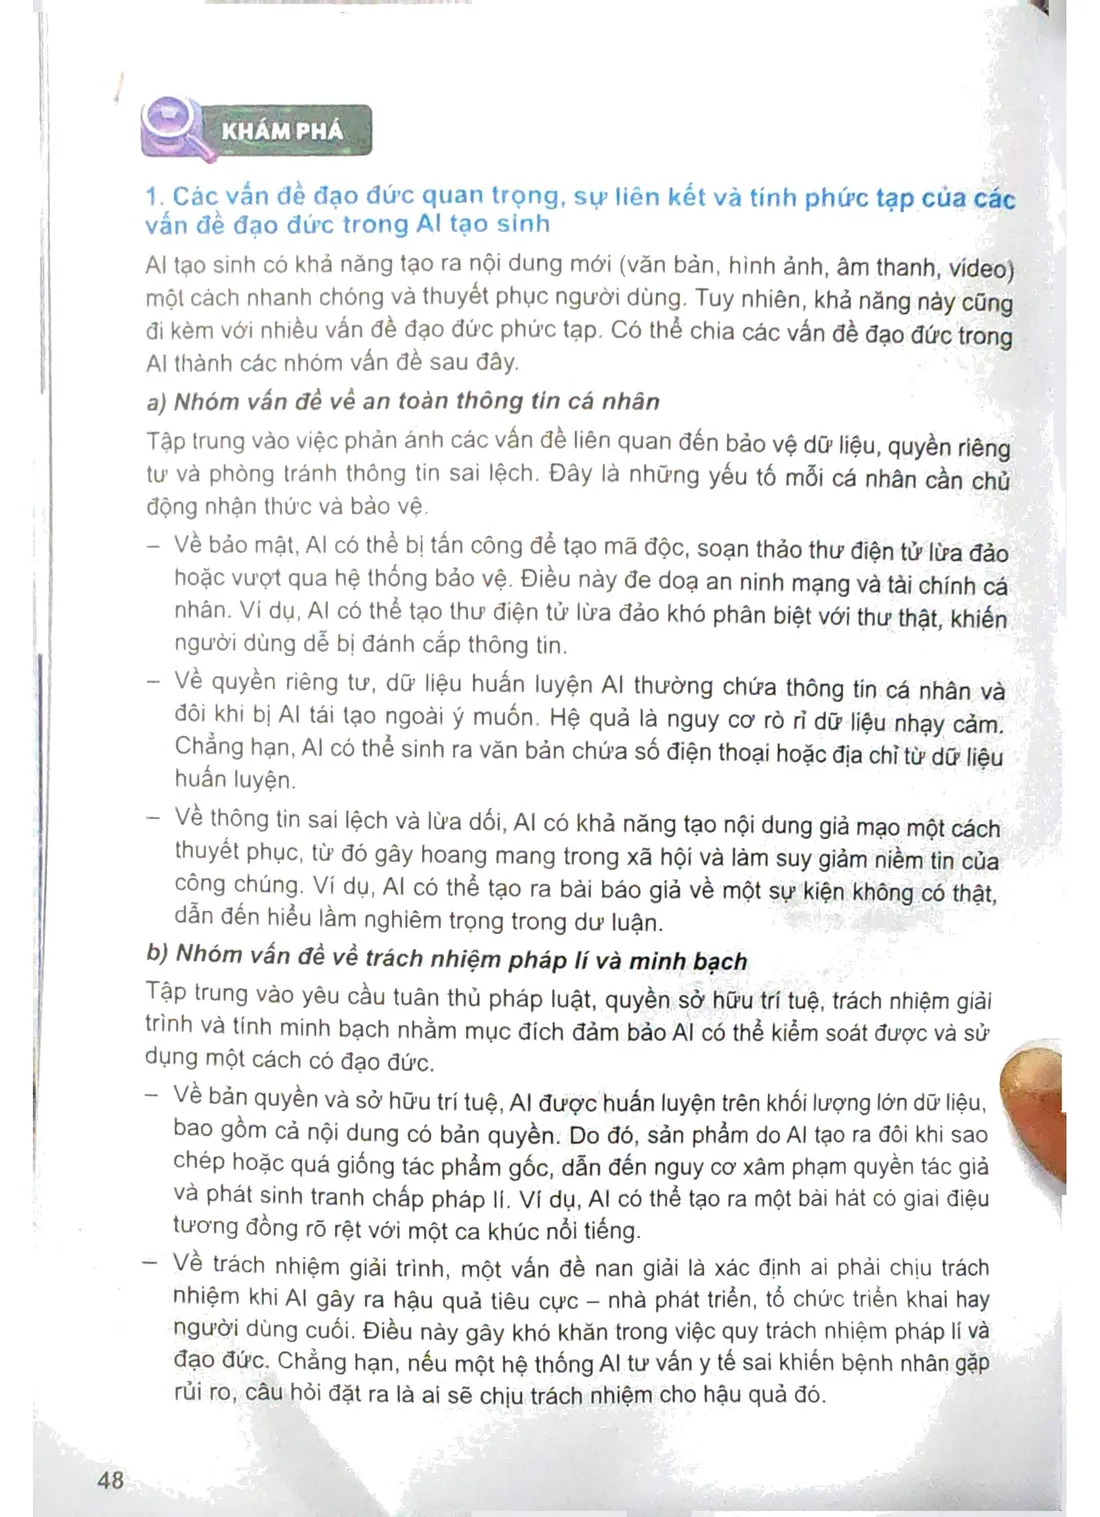 KHÁM PHÁ
1. Các vấn đề đạo đức quan trọng, sự liên kết và tính phức tạp của các
vấn đề đạo đức trong AI tạo sinh
AI tạo sinh có khả năng tạo ra nội dung mới (văn bản, hình ảnh, âm thanh, video)
một cách nhanh chóng và thuyết phục người dùng. Tuy nhiên, khả năng này cũng
đi kèm với nhiều vấn đề đạo đức phức tạp. Có thể chia các vấn đề đạo đức trong
AI thành các nhóm vấn đề sau đây.
a) Nhóm vấn đề về an toàn thông tin cá nhân
Tập trung vào việc phản ánh các vấn đề liên quan đến bảo vệ dữ liệu, quyền riêng
tư và phòng tránh thông tin sai lệch. Đây là những yếu tố mỗi cá nhân cần chủ
động nhận thức và bảo vệ.
– Về bảo mật, AI có thể bị tấn công để tạo mã độc, soạn thảo thư điện tử lừa đảo
hoặc vượt qua hệ thống bảo vệ. Điều này đe doạ an ninh mạng và tài chính cá
nhân. Ví dụ, AI có thể tạo thư điện tử lừa đảo khó phân biệt với thư thật, khiến
người dùng dễ bị đánh cắp thông tin.
– Về quyền riêng tư, dữ liệu huấn luyện AI thường chứa thông tin cá nhân và
đôi khi bị AI tái tạo ngoài ý muốn. Hệ quả là nguy cơ rò rỉ dữ liệu nhạy cảm.
Chẳng hạn, AI có thể sinh ra văn bản chứa số điện thoại hoặc địa chỉ từ dữ liệu
huấn luyện.
– Về thông tin sai lệch và lừa dối, AI có khả năng tạo nội dung giả mạo một cách
thuyết phục, từ đó gây hoang mang trong xã hội và làm suy giảm niềm tin của
công chúng. Ví dụ, AI có thể tạo ra bài báo giả về một sự kiện không có thật,
dẫn đến hiểu lầm nghiêm trọng trong dư luận.
b) Nhóm vấn đề về trách nhiệm pháp lí và minh bạch
Tập trung vào yêu cầu tuân thủ pháp luật, quyền sở hữu trí tuệ, trách nhiệm giải
trình và tính minh bạch nhằm mục đích đảm bảo AI có thể kiểm soát được và sử
dụng một cách có đạo đức.
– Về bản quyền và sở hữu trí tuệ, AI được huấn luyện trên khối lượng lớn dữ liệu,
bao gồm cả nội dung có bản quyền. Do đó, sản phẩm do AI tạo ra đôi khi sao
chép hoặc quá giống tác phẩm gốc, dẫn đến nguy cơ xâm phạm quyền tác giả
và phát sinh tranh chấp pháp lí. Ví dụ, AI có thể tạo ra một bài hát có giai điệu
tương đồng rõ rệt với một ca khúc nổi tiếng.
– Về trách nhiệm giải trình, một vấn đề nan giải là xác định ai phải chịu trách
nhiệm khi AI gây ra hậu quả tiêu cực – nhà phát triển, tổ chức triển khai hay
người dùng cuối. Điều này gây khó khăn trong việc quy trách nhiệm pháp lí và
đạo đức. Chẳng hạn, nếu một hệ thống AI tư vấn y tế sai khiến bệnh nhân gặp
rủi ro, câu hỏi đặt ra là ai sẽ chịu trách nhiệm cho hậu quả đó.
48